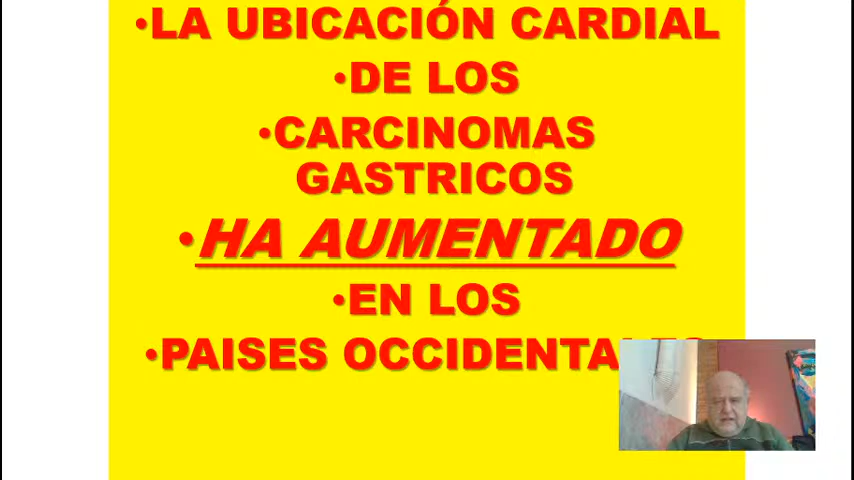 •LA UBICACIÓN CARDIAL
•DE LOS
•CARCINOMAS
GASTRICOS
•HA AUMENTADO
•EN LOS
•PAISES